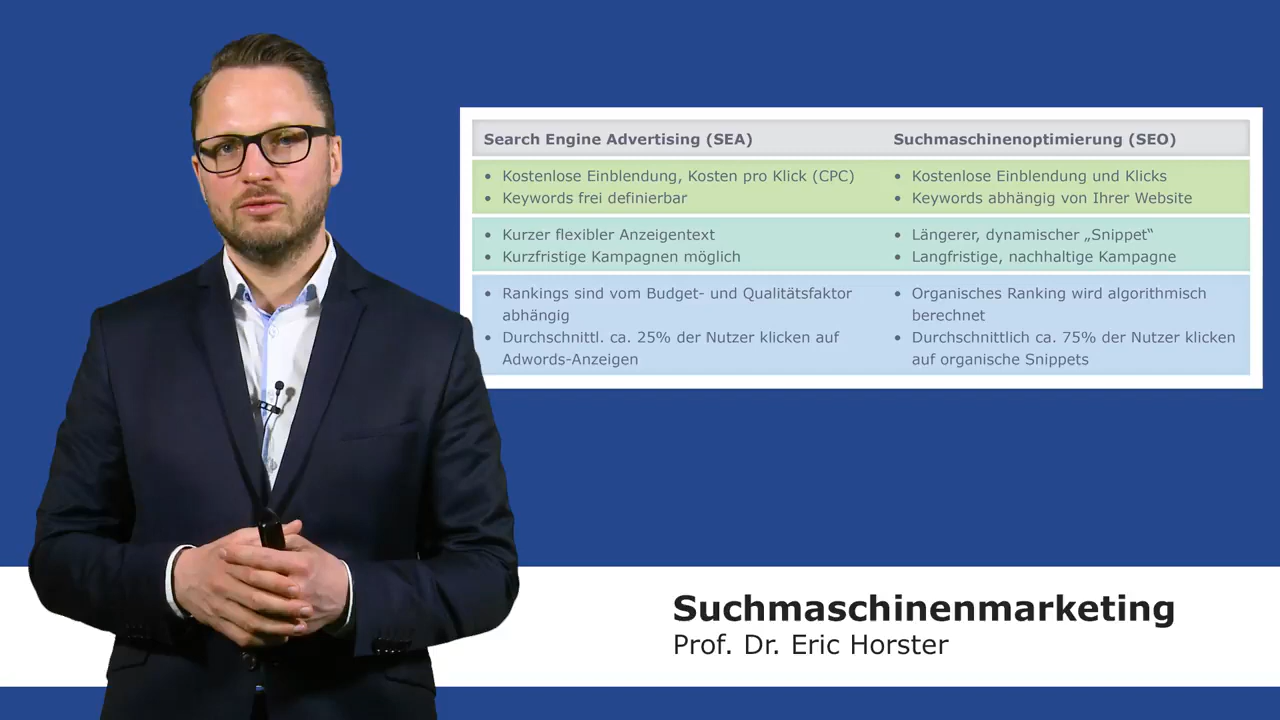 Search Engine Advertising (SEA)
Suchmaschinenoptimierung (SEO)
• Kostenlose Einblendung, Kosten pro Klick (CPC)
• Keywords frei definierbar
• Kostenlose Einblendung und Klicks
• Keywords abhängig von Ihrer Website
• Kurzer flexibler Anzeigentext
• Kurzfristige Kampagnen möglich
• Längerer, dynamischer „Snippet“
• Langfristige, nachhaltige Kampagne
• Rankings sind vom Budget- und Qualitätsfaktor
abhängig
• Durchschnittl. ca. 25% der Nutzer klicken auf
Adwords-Anzeigen
• Organisches Ranking wird algorithmisch
berechnet
• Durchschnittlich ca. 75% der Nutzer klicken
auf organische Snippets
Suchmaschinenmarketing
Prof. Dr. Eric Horster